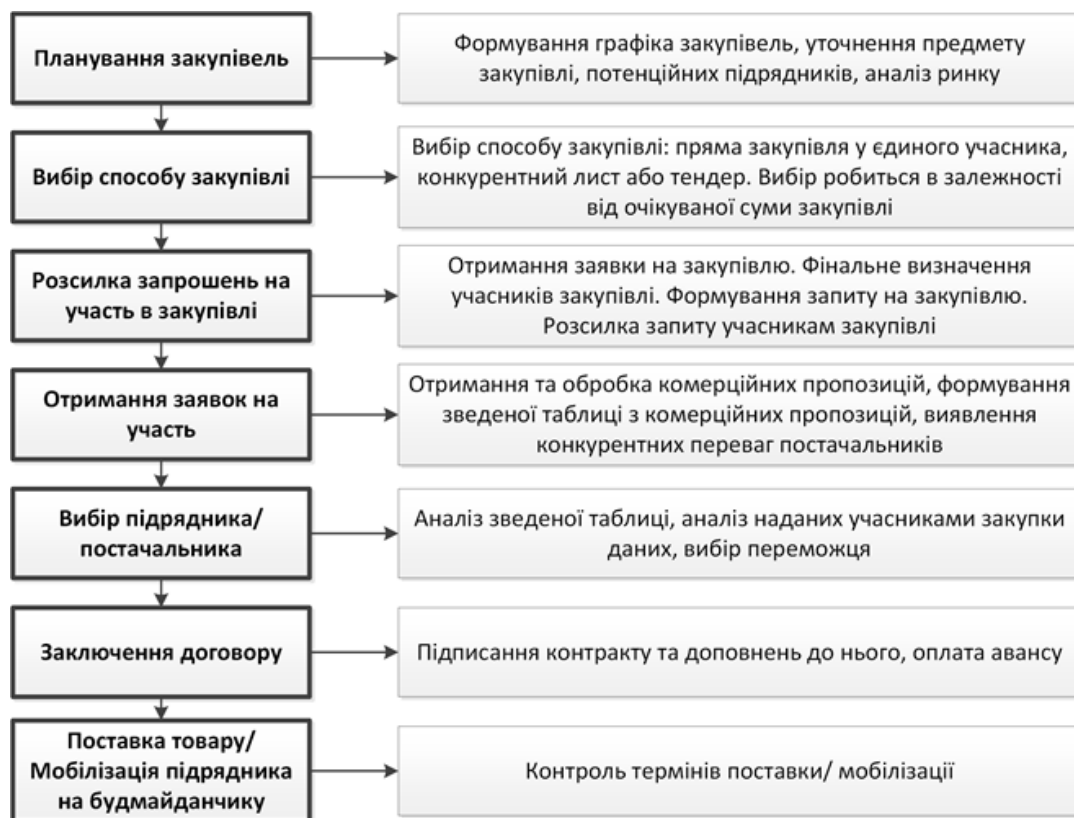 Планування закупівель
Формування графіка закупівель, уточнення предмету
закупівлі, потенційних підрядників, аналіз ринку
Вибір способу закупівлі
Вибір способу закупівлі: пряма закупівля у єдиного учасника,
конкурентний лист або тендер. Вибір робиться в залежності
від очікуваної суми закупівлі
Розсилка запрошень на
участь в закупівлі
Отримання заявки на закупівлю. Фінальне визначення
учасників закупівлі. Формування запиту на закупівлю.
Розсилка запиту учасникам закупівлі
Отримання заявок на
участь
Отримання та обробка комерційних пропозицій, формування
зведеної таблиці з комерційних пропозицій, виявлення
конкурентних переваг постачальників
Вибір підрядника/
постачальника
Аналіз зведеної таблиці, аналіз наданих учасниками закупки
даних, вибір переможця
Заключення договору
Підписання контракту та доповнень до нього, оплата авансу
Поставка товару/
Мобілізація підрядника
на будмайданчику
Контроль термінів поставки/ мобілізації